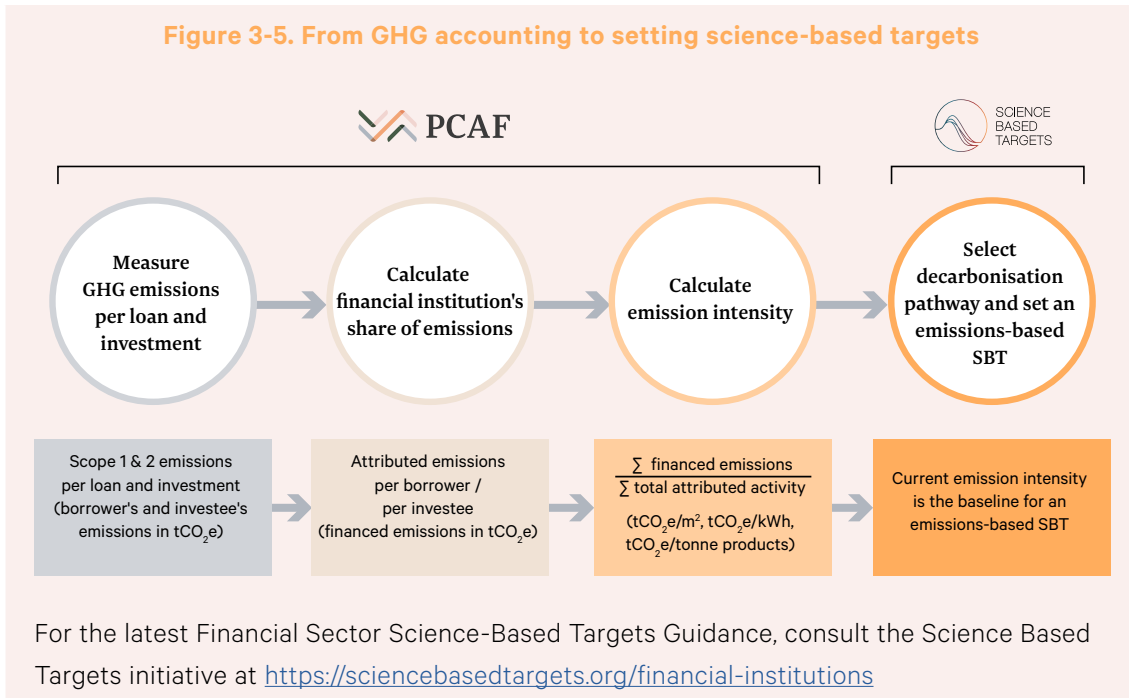 Figure 3-5. From GHG accounting to setting science-based targets
PCAF
SCIENCE
BASED
TARGETS
Measure
GHG emissions
per loan and
investment
Calculate
financial institution's
share of emissions
Calculate
emission intensity
Select
decarbonisation
pathway and set an
emissions-based
SBT
Scope 1 & 2 emissions
per loan and investment
(borrower's and investee's
emissions in tCO₂e)
Attributed emissions
per borrower /
per investee
(financed emissions in tCO₂e)
∑ financed emissions
∑ total attributed activity
(tCO₂e/m², tCO₂e/kWh,
tCO₂e/tonne products)
Current emission intensity
is the baseline for an
emissions-based SBT
For the latest Financial Sector Science-Based Targets Guidance, consult the Science Based
Targets initiative at https://sciencebasedtargets.org/financial-institutions